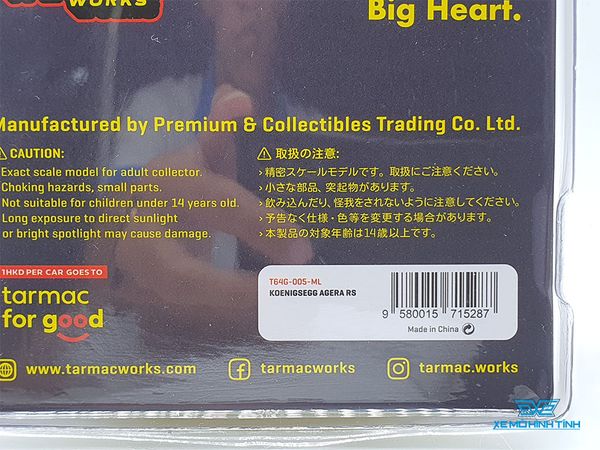 WORKS
Big Heart.
Manufactured by Premium & Collectibles Trading Co. Ltd.
CAUTION:
Exact scale model for adult collector.
Choking hazards, small parts.
Not suitable for children under 14 years old.
Long exposure to direct sunlight
or bright spotlight may cause damage.
取扱の注意:
›精密スケールモデルです。取扱にご注意ください。
›小さな部品、突起物があります。
›飲み込んだり、怪我をされないように注意してください。
›予告なく仕様・色等を変更する場合があります。
›本製品の対象年齢は14歳以上です。
1HKD PER CAR GOES TO
tarmac
for good
T64G-005-ML
KOENIGSEGG AGERA RS
9 580015 715287
Made in China
www.tarmacworks.com
tarmacworks
tarmac.works
XEMOHINHTINH